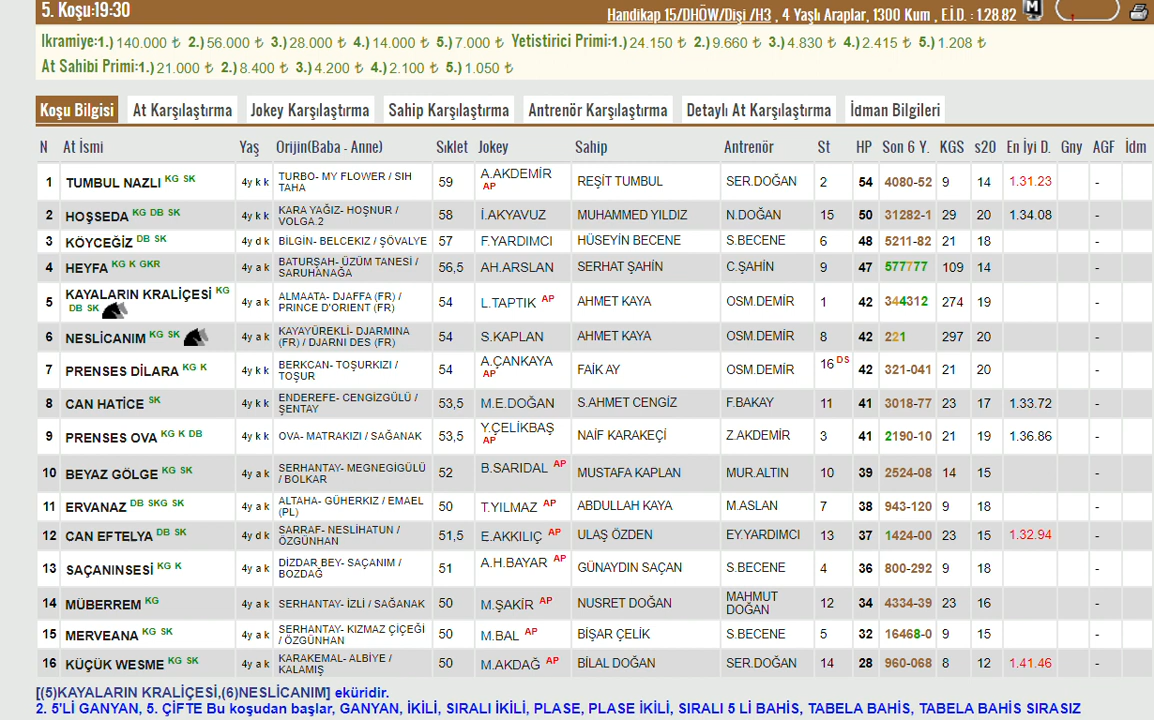 5. Koşu:19:30
Handikap 15/DHÖW/Dişi /H3 , 4 Yaşlı Araplar, 1300 Kum , E.İ.D. : 1.28.82
İkramiye:1.) 140.000 ₺ 2.) 56.000 ₺ 3.) 28.000 ₺ 4.) 14.000 ₺ 5.) 7.000 ₺ Yetistirici Primi:1.) 24.150 ₺ 2.) 9.660 ₺ 3.) 4.830 ₺ 4.) 2.415 ₺ 5.) 1.208 ₺
At Sahibi Primi:1.) 21.000 ₺ 2.) 8.400 ₺ 3.) 4.200 ₺ 4.) 2.100 ₺ 5.) 1.050 ₺
Koşu Bilgisi At Karşılaştırma Jokey Karşılaştırma Sahip Karşılaştırma Antrenör Karşılaştırma Detaylı At Karşılaştırma İdman Bilgileri
N At İsmi Yaş Orijin(Baba - Anne) Sıklet Jokey Sahip Antrenör St HP Son 6 Y. KGS s20 En İyi D. Gny AGF İdm
1 TUMBUL NAZLI KG SK 4y k k TURBO- MY FLOWER / SIH TAHA 59 A.AKDEMİR AP REŞİT TUMBUL SER.DOĞAN 2 54 4080-52 9 14 1.31.23 -
2 HOŞSEDA KG DB SK 4y k k KARA YAĞIZ- HOŞNUR / VOLGA.2 58 İ.AKYAVUZ MUHAMMED YILDIZ N.DOĞAN 15 50 31282-1 29 20 1.34.08 -
3 KÖYCEĞİZ DB SK 4y d k BİLGİN- BELCEKIZ / ŞÖVALYE 57 F.YARDIMCI HÜSEYİN BECENE S.BECENE 6 48 5211-82 21 18 -
4 HEYFA KG K GKR 4y a k BATURŞAH- ÜZÜM TANESİ / SARUHANAĞA 56,5 AH.ARSLAN SERHAT ŞAHİN C.ŞAHİN 9 47 577777 109 14 -
5 KAYALARIN KRALİÇESİ KG DB SK 4y a k ALMAATA- DJAFFA (FR) / PRINCE D'ORIENT (FR) 54 L.TAPTIK AP AHMET KAYA OSM.DEMİR 1 42 344312 274 19 -
6 NESLİCANIM KG SK 4y a k KAYAYÜREKLİ- DJARMINA (FR) / DJARNI DES (FR) 54 S.KAPLAN AHMET KAYA OSM.DEMİR 8 42 221 297 20 -
7 PRENSES DİLARA KG K 4y k k BERKCAN- TOŞURKIZI / TOŞUR 54 A.ÇANKAYA AP FAİK AY OSM.DEMİR 16 DS 42 321-041 21 20 -
8 CAN HATİCE SK 4y k k ENDEREFE- CENGİZGÜLÜ / ŞENTAY 53,5 M.E.DOĞAN S.AHMET CENGİZ F.BAKAY 11 41 3018-77 23 17 1.33.72 -
9 PRENSES OVA KG K DB 4y k k OVA- MATRAKIZI / SAĞANAK 53,5 Y.ÇELİKBAŞ AP NAİF KARAKEÇİ Z.AKDEMİR 3 41 2190-10 21 19 1.36.86 -
10 BEYAZ GÖLGE KG SK 4y a k SERHANTAY- MEGNEGİGÜLÜ / BOLKAR 52 B.SARIDAL AP MUSTAFA KAPLAN MUR.ALTIN 10 39 2524-08 14 15 -
11 ERVANAZ DB SKG SK 4y a k ALTAHA- GÜHERKIZ / EMAEL (PL) 50 T.YILMAZ AP ABDULLAH KAYA M.ASLAN 7 38 943-120 9 18 -
12 CAN EFTELYA DB SK 4y d k SARRAF- NESLİHATUN / ÖZGÜNHAN 51,5 E.AKKILIÇ AP ULAŞ ÖZDEN EY.YARDIMCI 13 37 1424-00 23 15 1.32.94 -
13 SAÇANINSESİ KG K 4y a k DİZDAR BEY- SAÇANIM / BOZDAĞ 51 A.H.BAYAR AP GÜNAYDIN SAÇAN S.BECENE 4 36 800-292 9 18 -
14 MÜBERREM KG 4y a k SERHANTAY- İZLİ / SAĞANAK 50 M.ŞAKİR AP NUSRET DOĞAN MAHMUT DOĞAN 12 34 4334-39 23 16 -
15 MERVEANA KG SK 4y a k SERHANTAY- KIZMAZ ÇİÇEĞİ / ÖZGÜNHAN 50 M.BAL AP BİŞAR ÇELİK S.BECENE 5 32 16468-0 9 15 -
16 KÜÇÜK WESME KG SK 4y a k KARAKEMAL- ALBİYE / KALAMIŞ 50 M.AKDAĞ AP BİLAL DOĞAN SER.DOĞAN 14 28 960-068 8 12 1.41.46 -
[(5)KAYALARIN KRALİÇESİ,(6)NESLİCANIM] eküridir.
2. 5'Lİ GANYAN, 5. ÇİFTE Bu koşudan başlar, GANYAN, İKİLİ, SIRALI İKİLİ, PLASE, PLASE İKİLİ, SIRALI 5 Lİ BAHİS, TABELA BAHİS, TABELA BAHİS SIRASIZ